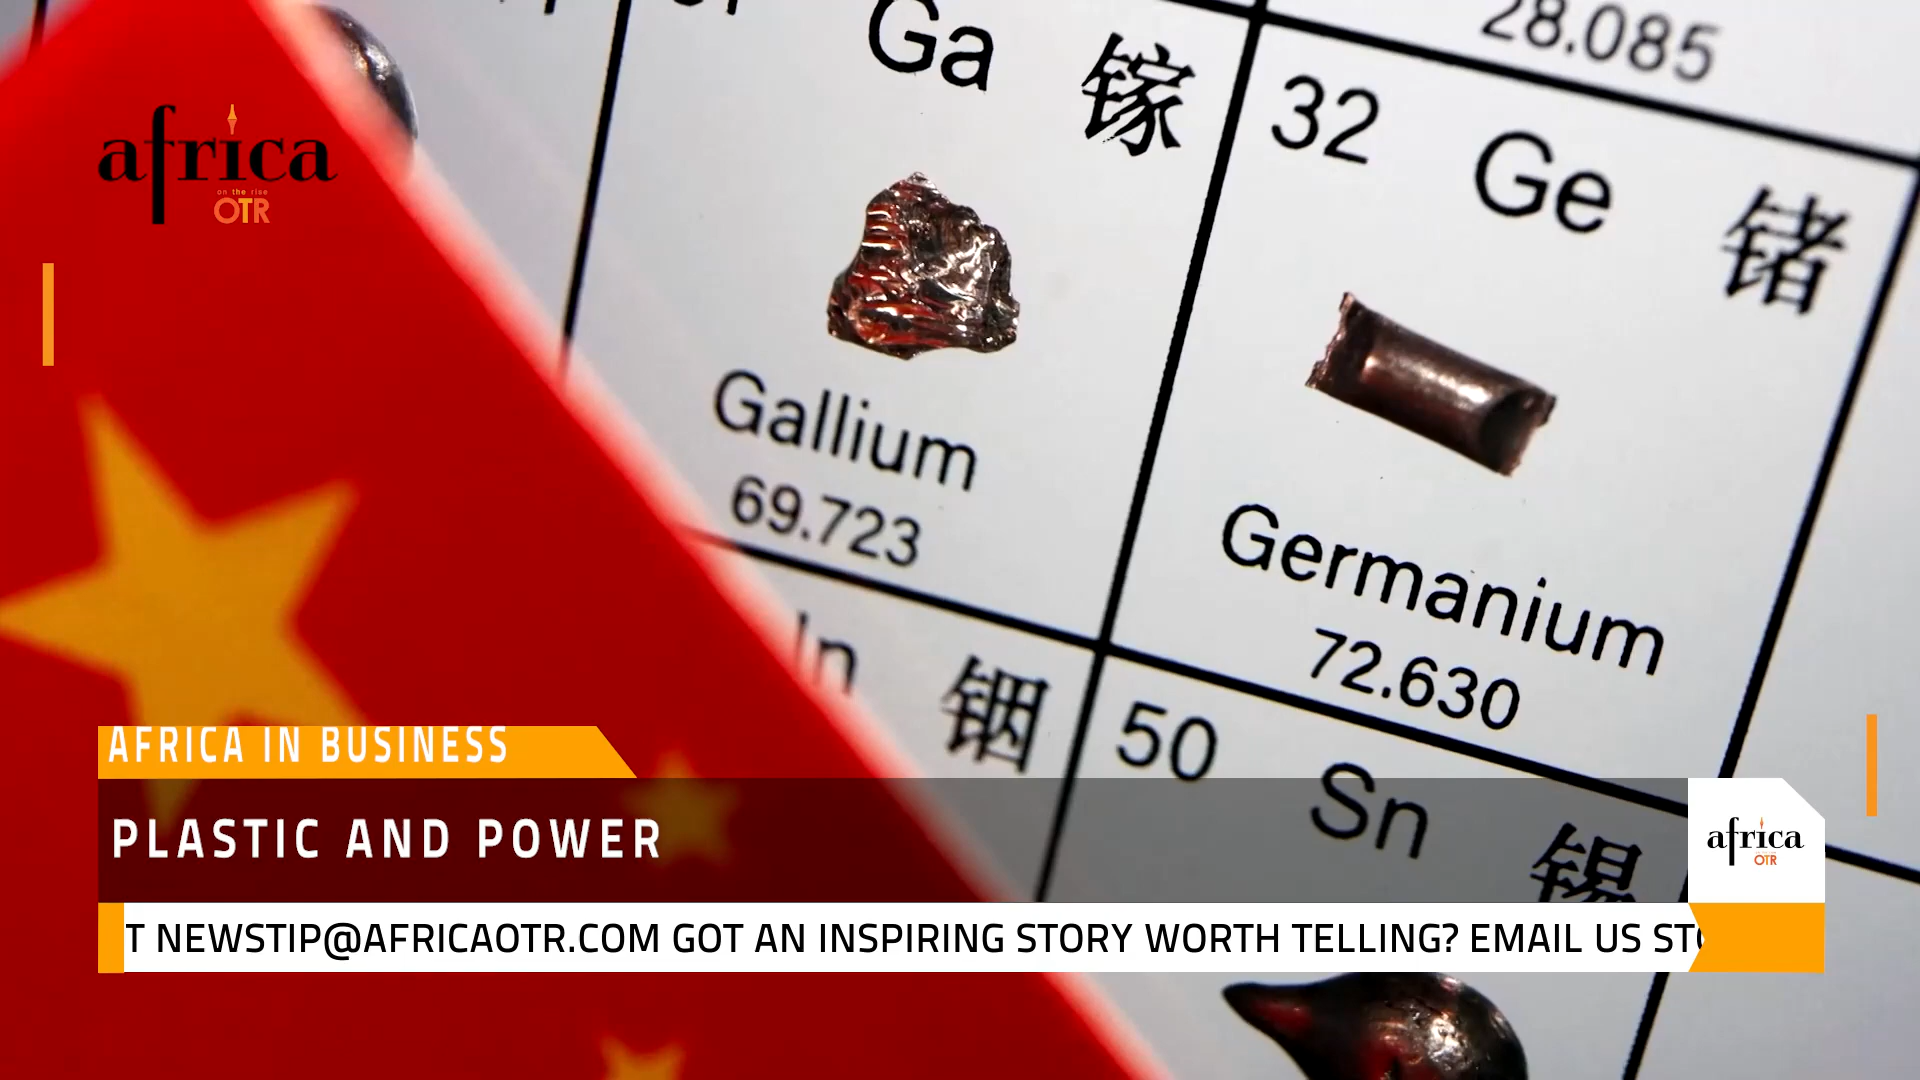 28.085
Ga 镓
32 Ge 锗
africa
on the rise
OTR
Gallium
69.723
Germanium
72.630
In 铟
50 Sn 锡
AFRICA IN BUSINESS
PLASTIC AND POWER
africa
OTR
T NEWSTIP@AFRICAOTR.COM GOT AN INSPIRING STORY WORTH TELLING? EMAIL US